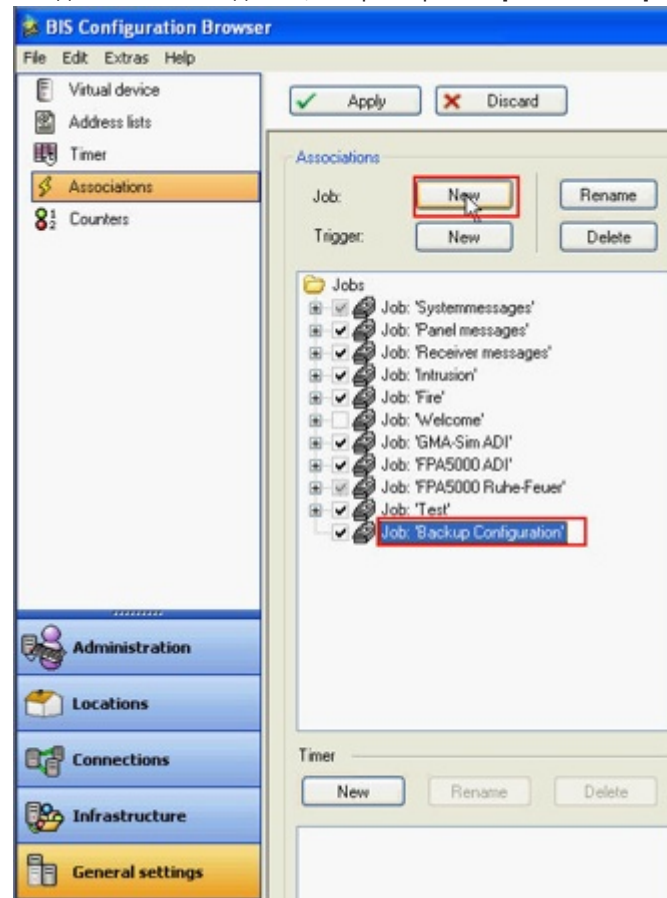 BIS Configuration Browse
File Edit Extras Help
Virtual device
Address lists
Timer
Associations
Counters
Apply
Discard
Associations
Job:
New
Rename
Trigger:
New
Delete
Jobs
Job: 'Systemmessages'
Job: 'Panel messages'
Job: 'Receiver messages'
Job: 'Intrusion'
Job: 'Fire'
Job: 'Welcome'
Job: 'GMA-Sim ADI'
Job: 'FPA5000 ADI'
Job: 'FPA5000 Ruhe-Feuer'
Job: 'Test'
Job: 'Backup Configuration'
Administration
Locations
Connections
Infrastructure
General settings
Timer
New
Rename
Delete